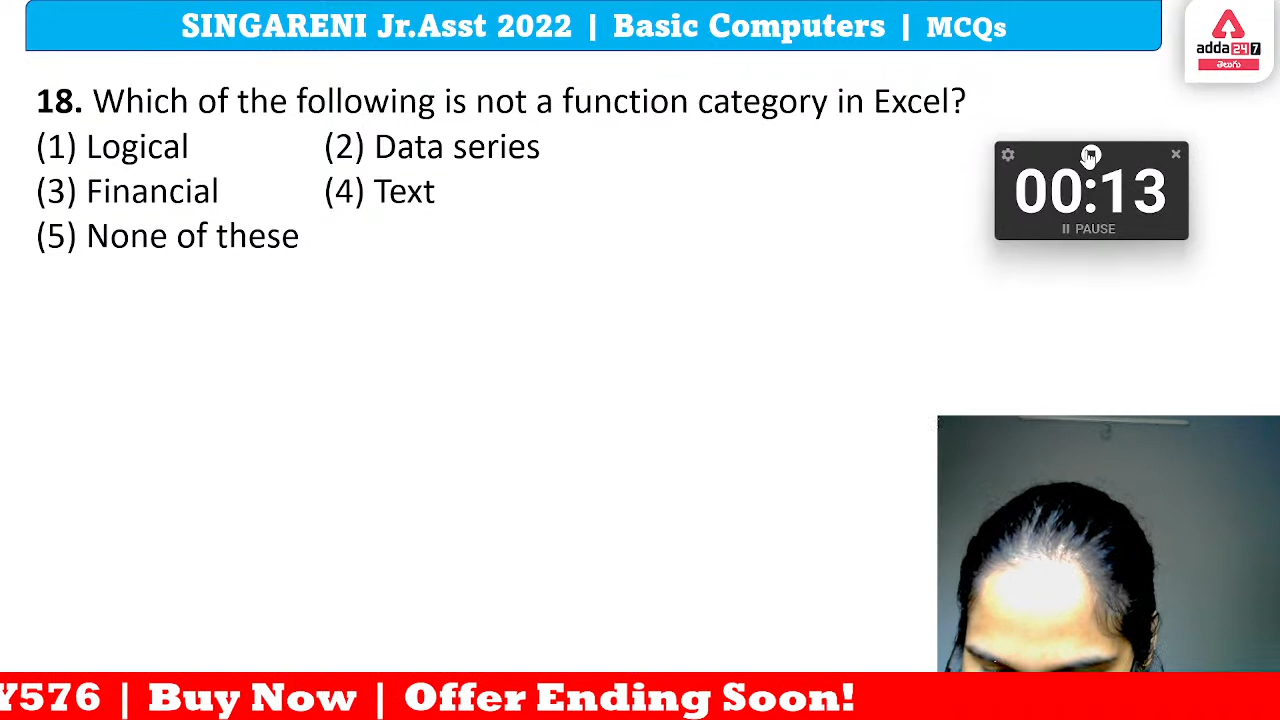 SINGARENI Jr.Asst 2022 | Basic Computers | MCQs
adda247
తెలుగు
18. Which of the following is not a function category in Excel?
(1) Logical (2) Data series
(3) Financial (4) Text
(5) None of these
00:13
PAUSE
Y576 | Buy Now | Offer Ending Soon!